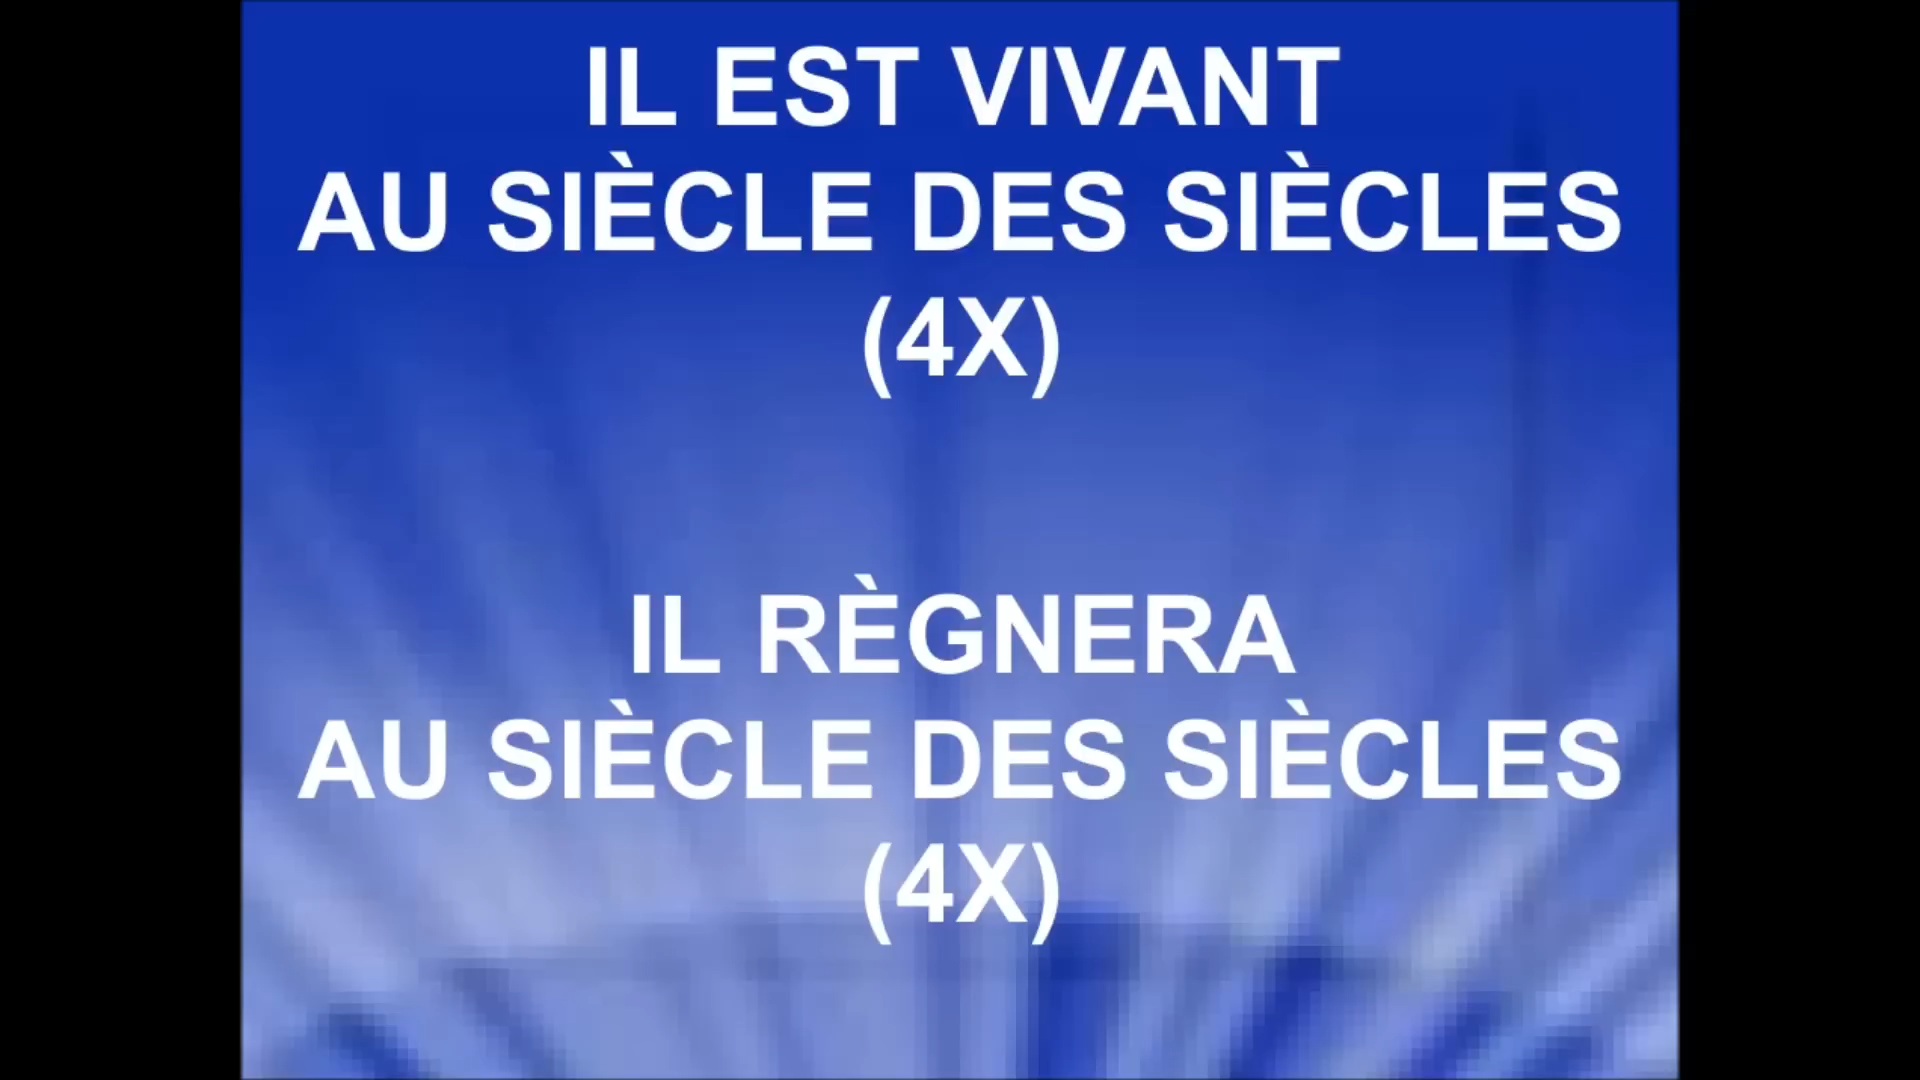 IL EST VIVANT
AU SIÈCLE DES SIÈCLES
(4X)
IL RÈGNERA
AU SIÈCLE DES SIÈCLES
(4X)